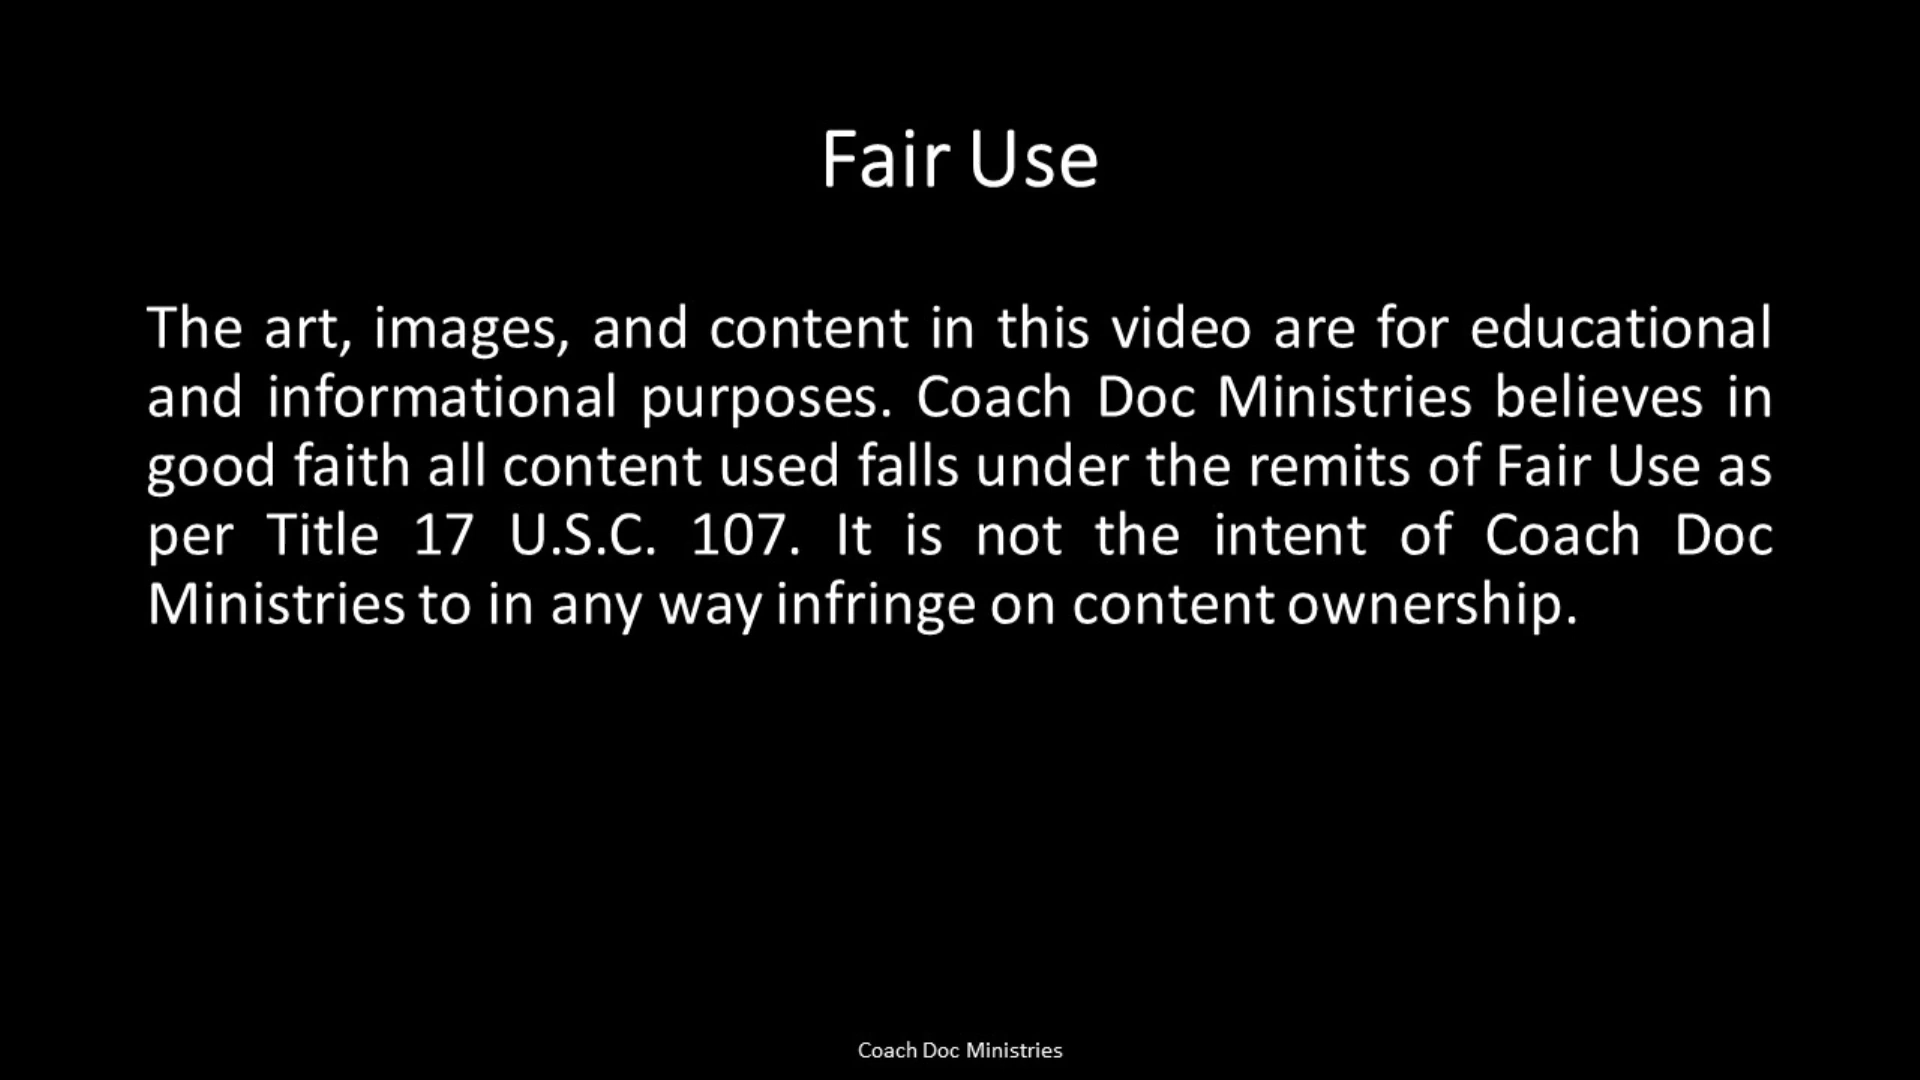 Fair Use
The art, images, and content in this video are for educational
and informational purposes. Coach Doc Ministries believes in
good faith all content used falls under the remits of Fair Use as
per Title 17 U.S.C. 107. It is not the intent of Coach Doc
Ministries to in any way infringe on content ownership.
Coach Doc Ministries